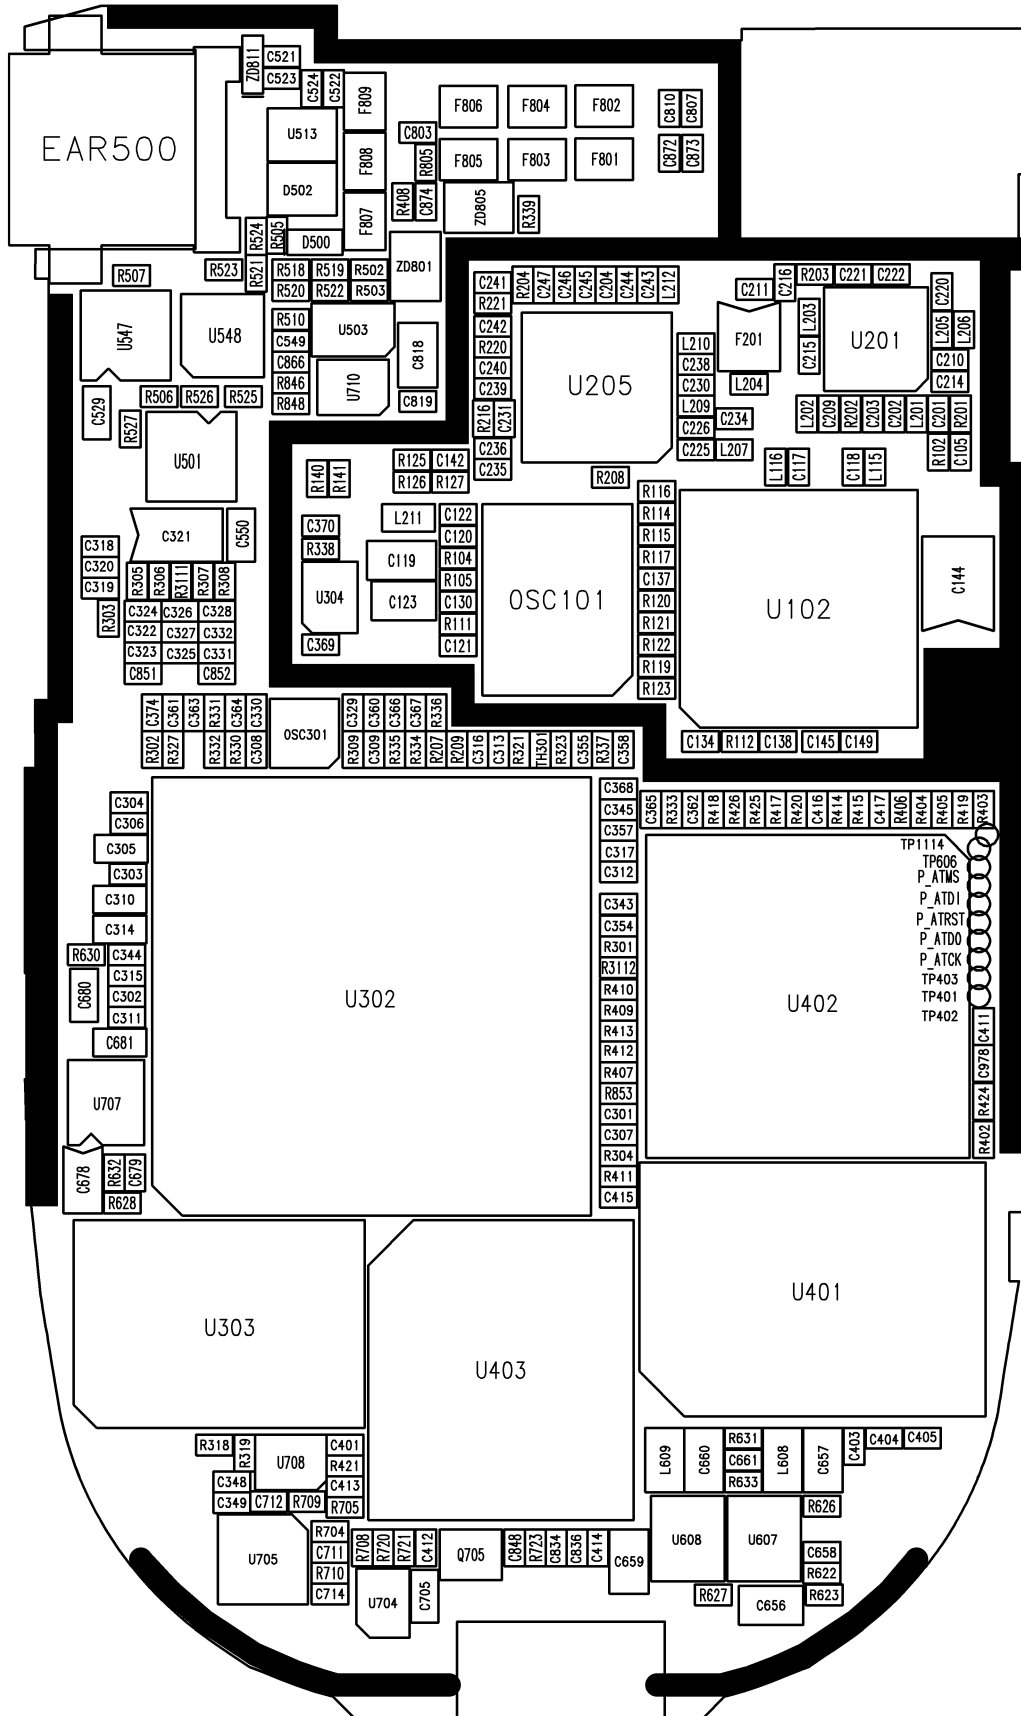 ZD811
C521
C523
C524
C522
F809
F806
F804
F802
C810
C807
U513
EAR500
C803
R805
F808
F805
F803
F801
C872
C873
D502
R408
C874
ZD805
R339
F807
R524
R505
D500
R507
R523
R521
R518
R519
R502
ZD801
R520
R522
R503
C241
R221
R204
C247
C246
C245
C204
C244
C243
L212
C211
C216
R203
C221
C222
C220
U547
U548
R510
C549
C866
R846
R848
U503
C818
U710
C819
C242
R220
C240
C239
U205
L210
C238
C230
L209
C226
C225
F201
L204
C234
L207
L203
C215
U201
L205
L206
C210
C214
C529
R506
R526
R525
R527
U501
R216
C231
C236
C235
L202
C209
R202
C203
C202
L201
C201
R201
R102
C105
R140
R141
R125
C142
R126
R127
R208
L116
C117
C118
L115
C321
C550
C370
R338
L211
C119
C123
U304
C369
C122
C120
R104
R105
C130
R111
C121
OSC101
R116
R114
R115
R117
C137
R120
R121
R122
R119
R123
U102
C144
C318
C320
C319
R303
R305
R306
R3111
R307
R308
C324
C326
C328
C322
C327
C332
C323
C325
C331
C851
C852
C134
R112
C138
C145
C149
C374
C361
C363
R331
C364
C330
OSC301
C329
C360
C366
C367
R336
R302
R327
R332
R330
C308
R309
C309
R335
R334
R207
R209
C316
C313
R321
TH301
R323
C355
R337
C358
C304
C306
C305
C303
C310
C314
R630
C344
C315
C302
C311
C680
C681
U707
C678
R632
C679
R628
U302
C368
C345
C357
C317
C312
C343
C354
R301
R3112
R410
R409
R413
R412
R407
R853
C301
C307
R304
R411
C415
C365
R333
C362
R418
R426
R425
R417
R420
C416
R414
R415
C417
R406
R404
R405
R419
R403
U402
TP1114
TP606
P_ATMS
P_ATDI
P_ATRST
P_ATDO
P_ATCK
TP403
TP401
TP402
C411
C978
R424
R402
U303
U403
U401
R318
R319
U708
C401
R421
C413
R705
C348
C349
C712
R709
U705
R704
C711
R710
C714
R708
R720
R721
C412
U704
C705
Q705
C848
R723
C834
C836
C414
C659
L609
C660
R631
C661
R633
L608
C657
C403
C404
C405
U608
U607
R626
C658
R622
R627
C656
R623